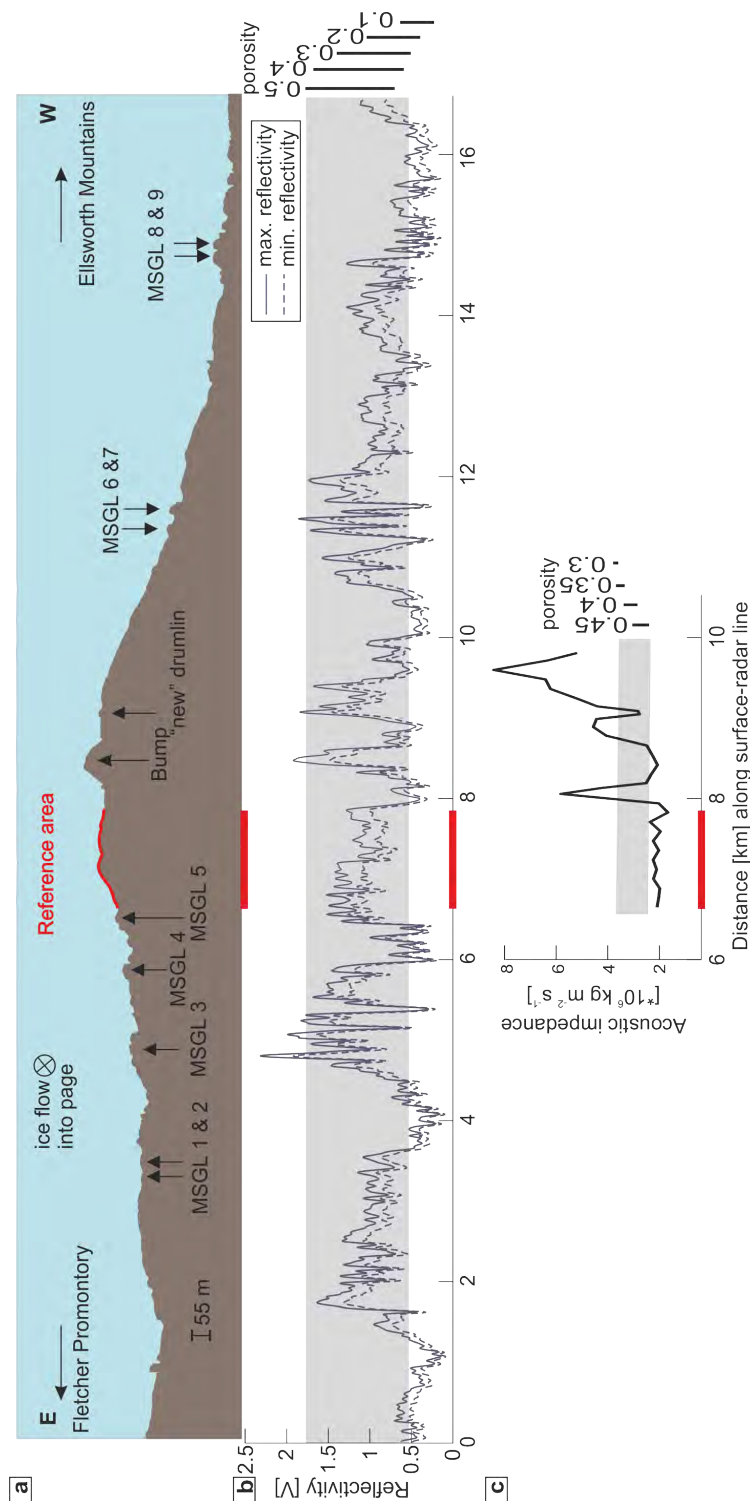 a
E
Fletcher Promontory
ice flow ⊗
into page
Reference area
W
Ellsworth Mountains
55 m
MSGL 1 & 2
MSGL 3
MSGL 4
MSGL 5
Bump
"new" drumlin
MSGL 6 &7
MSGL 8 & 9
b
Reflectivity [V]
2.5
2
1.5
1
0.5
0
max. reflectivity
min. reflectivity
porosity
0.5
0.4
0.3
0.2
0.1
0
2
4
6
8
10
12
14
16
c
Acoustic impedance
[*10⁶ kg m⁻² s⁻¹]
8
6
4
2
porosity
0.45
0.4
0.35
0.3
6
8
10
Distance [km] along surface-radar line